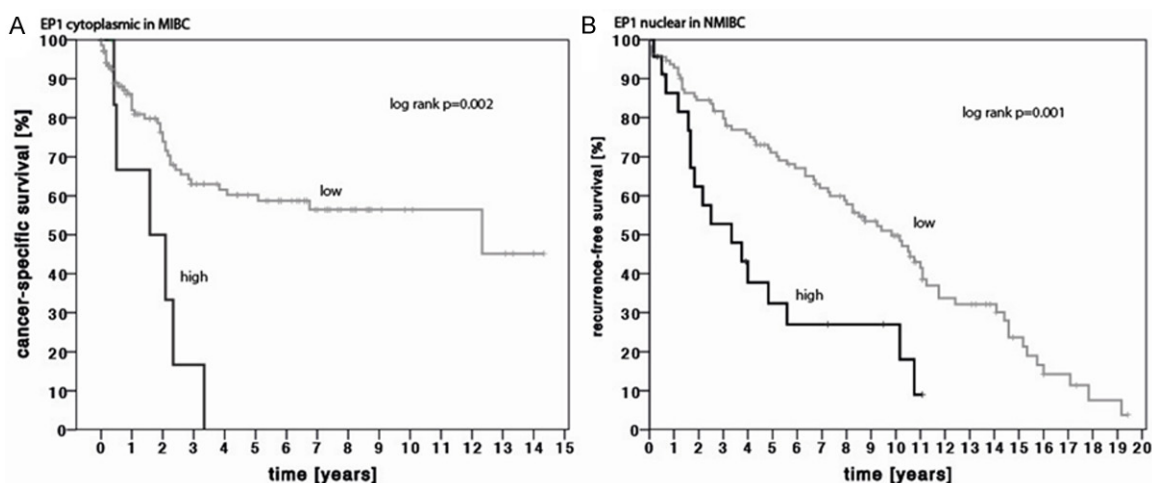 A
EP1 cytoplasmic in MIBC
cancer-specific survival [%]
100
90
80
70
60
50
40
30
20
10
0
log rank p=0.002
low
high
0 1 2 3 4 5 6 7 8 9 10 11 12 13 14 15
time [years]
B
EP1 nuclear in NMIBC
recurrence-free survival [%]
100
90
80
70
60
50
40
30
20
10
0
log rank p=0.001
low
high
0 1 2 3 4 5 6 7 8 9 10 11 12 13 14 15 16 17 18 19 20
time [years]